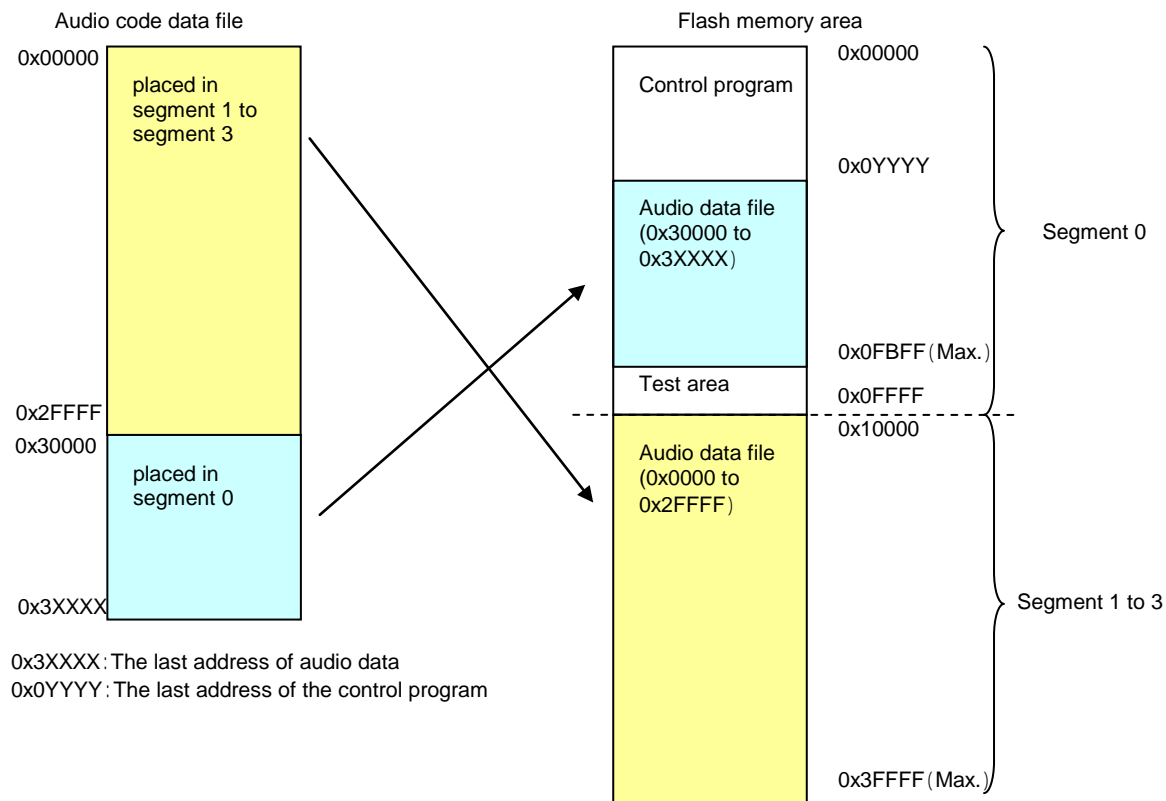 Audio code data file
0x00000
placed in
segment 1 to
segment 3
0x2FFFF
0x30000
placed in
segment 0
0x3XXXX
0x3XXXX:The last address of audio data
0x0YYYY:The last address of the control program
Flash memory area
0x00000
Control program
0x0YYYY
Audio data file
(0x30000 to
0x3XXXX)
Segment 0
0x0FBFF(Max.)
Test area
0x0FFFF
0x10000
Audio data file
(0x0000 to
0x2FFFF)
Segment 1 to 3
0x3FFFF(Max.)